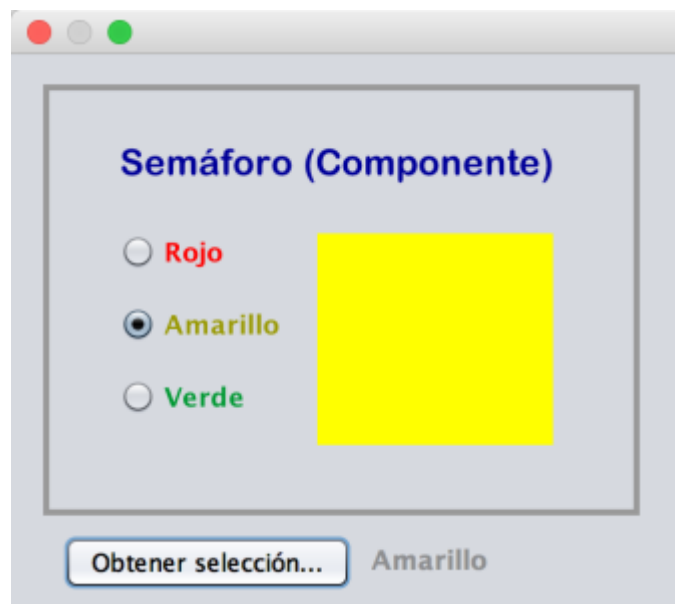 Semáforo (Componente)
Rojo
Amarillo
Verde
Obtener selección... Amarillo